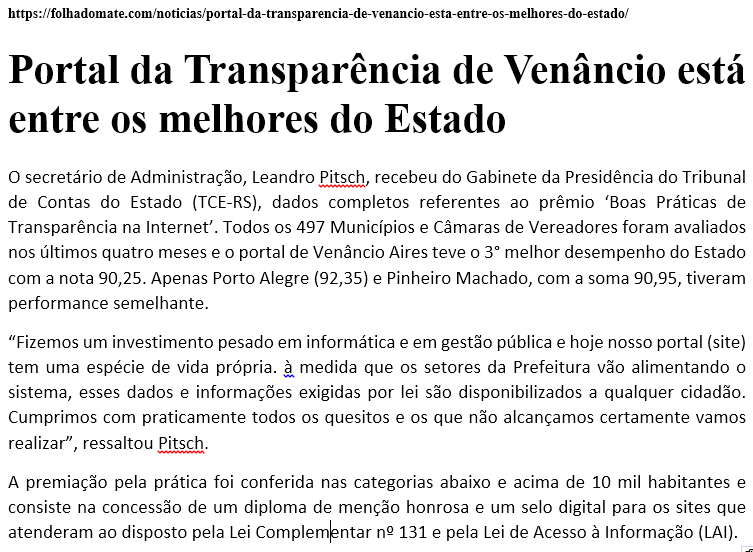 https://folhadomate.com/noticias/portal-da-transparencia-de-venancio-esta-entre-os-melhores-do-estado/
Portal da Transparência de Venâncio está
entre os melhores do Estado
O secretário de Administração, Leandro Pitsch, recebeu do Gabinete da Presidência do Tribunal
de Contas do Estado (TCE-RS), dados completos referentes ao prêmio ‘Boas Práticas de
Transparência na Internet’. Todos os 497 Municípios e Câmaras de Vereadores foram avaliados
nos últimos quatro meses e o portal de Venâncio Aires teve o 3° melhor desempenho do Estado
com a nota 90,25. Apenas Porto Alegre (92,35) e Pinheiro Machado, com a soma 90,95, tiveram
performance semelhante.
“Fizemos um investimento pesado em informática e em gestão pública e hoje nosso portal (site)
tem uma espécie de vida própria. à medida que os setores da Prefeitura vão alimentando o
sistema, esses dados e informações exigidas por lei são disponibilizados a qualquer cidadão.
Cumprimos com praticamente todos os quesitos e os que não alcançamos certamente vamos
realizar”, ressaltou Pitsch.
A premiação pela prática foi conferida nas categorias abaixo e acima de 10 mil habitantes e
consiste na concessão de um diploma de menção honrosa e um selo digital para os sites que
atenderam ao disposto pela Lei Complementar nº 131 e pela Lei de Acesso à Informação (LAI).